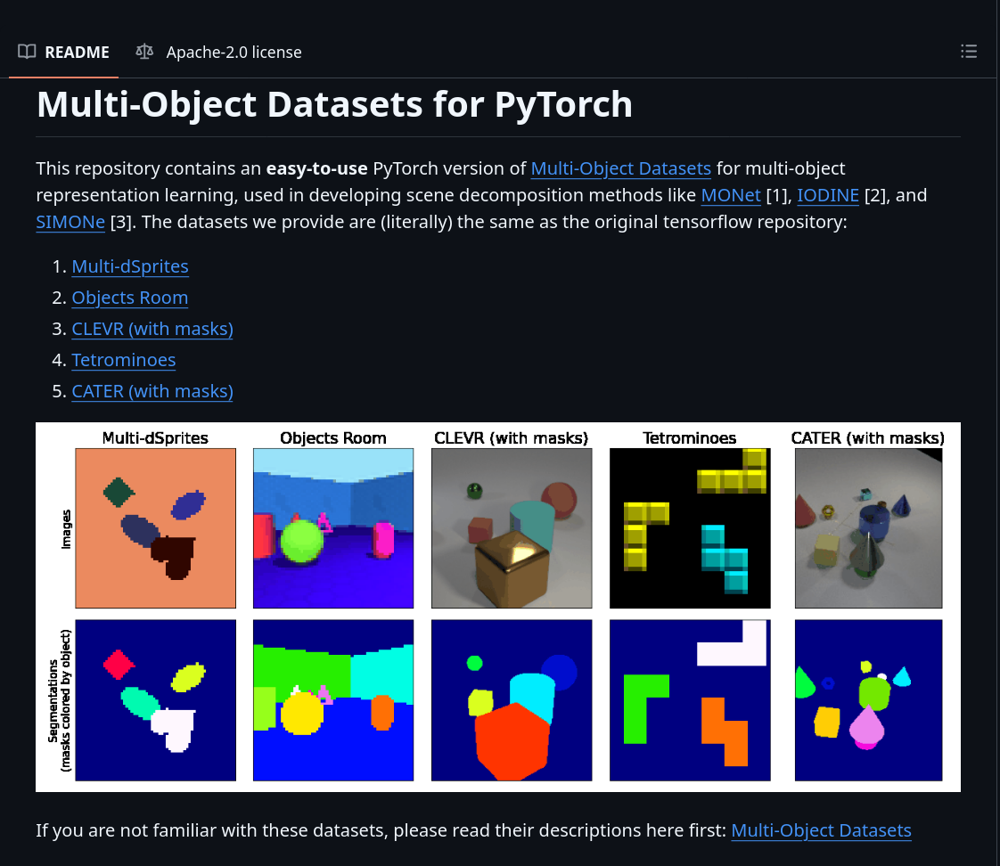 README
Apache-2.0 license
Multi-Object Datasets for PyTorch
This repository contains an easy-to-use PyTorch version of Multi-Object Datasets for multi-object
representation learning, used in developing scene decomposition methods like MONet [1], IODINE [2], and
SIMONe [3]. The datasets we provide are (literally) the same as the original tensorflow repository:
1. Multi-dSprites
2. Objects Room
3. CLEVR (with masks)
4. Tetrominoes
5. CATER (with masks)
Multi-dSprites
Objects Room
CLEVR (with masks)
Tetrominoes
CATER (with masks)
Images
Segmentations
(masks colored by object)
If you are not familiar with these datasets, please read their descriptions here first: Multi-Object Datasets